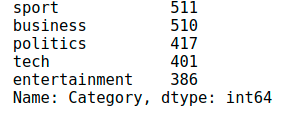 sport 511
business 510
politics 417
tech 401
entertainment 386
Name: Category, dtype: int64